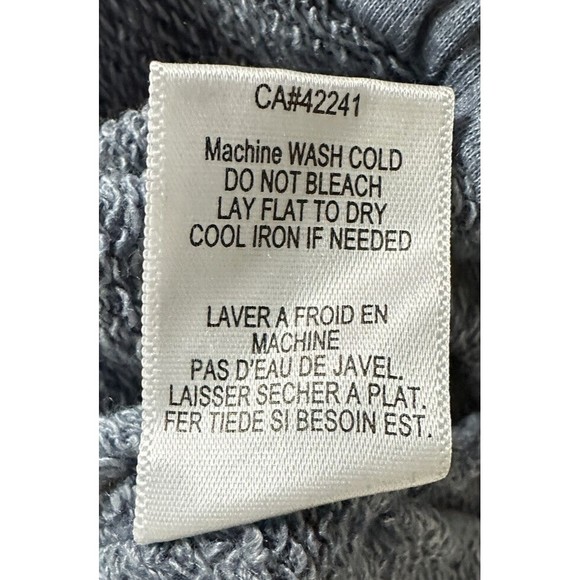 CA#42241
Machine WASH COLD
DO NOT BLEACH
LAY FLAT TO DRY
COOL IRON IF NEEDED
LAVER A FROID EN
MACHINE
PAS D'EAU DE JAVEL.
LAISSER SECHER A PLAT.
FER TIEDE SI BESOIN EST.